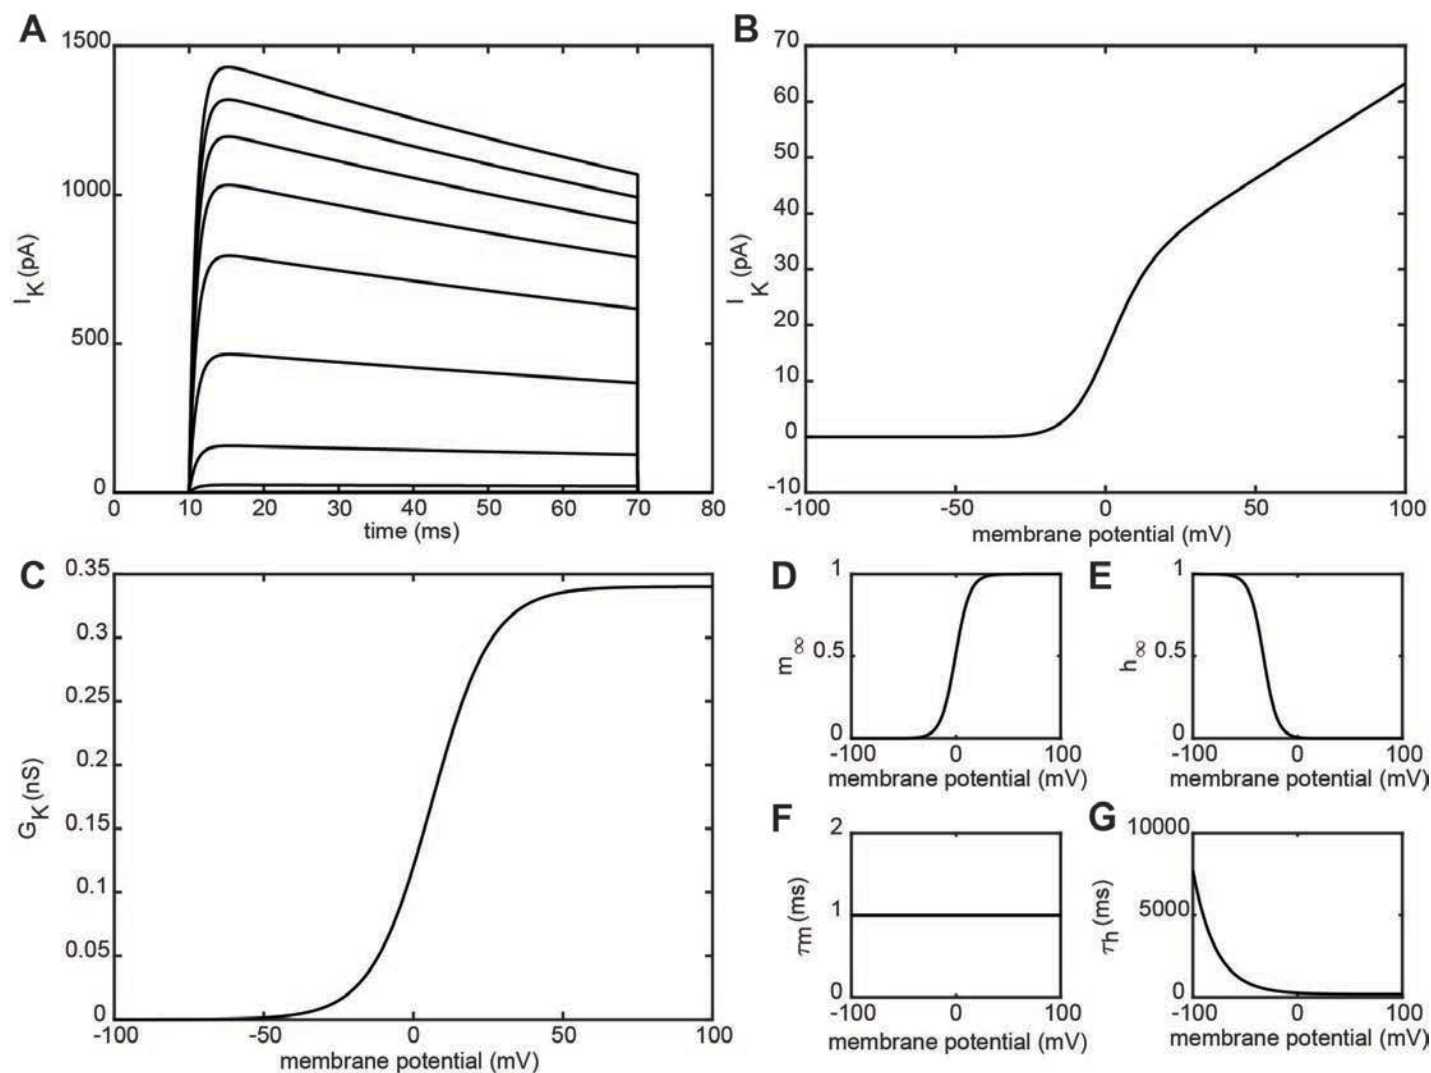 A
1500
1000
500
0
I_K (pA)
0 10 20 30 40 50 60 70 80
time (ms)
B
70
60
50
40
30
20
10
0
-10
I_K (pA)
-100 -50 0 50 100
membrane potential (mV)
C
0.35
0.3
0.25
0.2
0.15
0.1
0.05
0
G_K (nS)
-100 -50 0 50 100
membrane potential (mV)
D
1
0.5
0
m_∞
-100 0 100
membrane potential (mV)
E
1
0.5
0
h_∞
-100 0 100
membrane potential (mV)
F
2
1
0
τm (ms)
-100 0 100
membrane potential (mV)
G
10000
5000
0
τh (ms)
-100 0 100
membrane potential (mV)